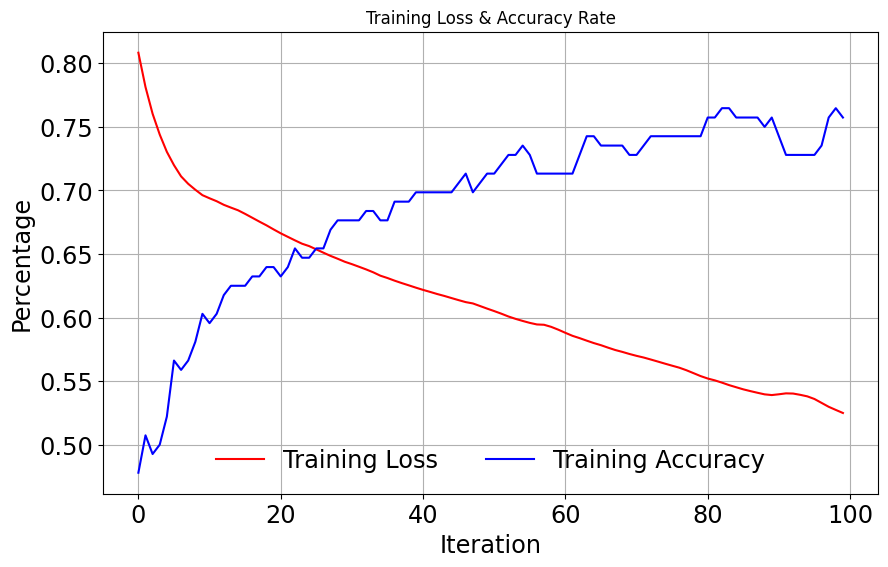 Training Loss & Accuracy Rate
0.80
0.75
0.70
0.65
0.60
0.55
0.50
Percentage
Training Loss
Training Accuracy
0 20 40 60 80 100
Iteration